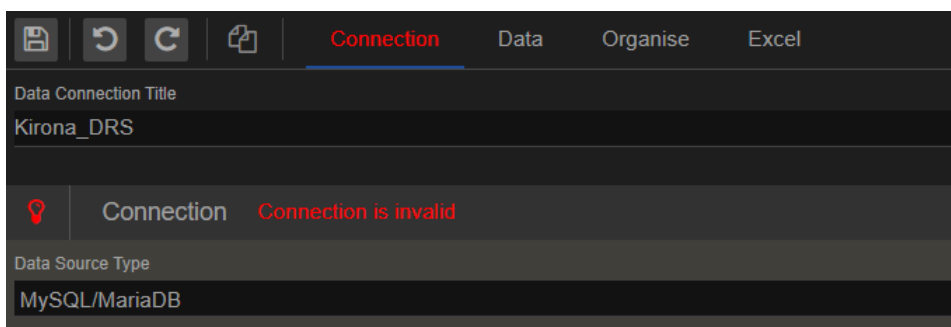 Connection Data Organise Excel
Data Connection Title
Kirona_DRS
Connection Connection is invalid
Data Source Type
MySQL/MariaDB